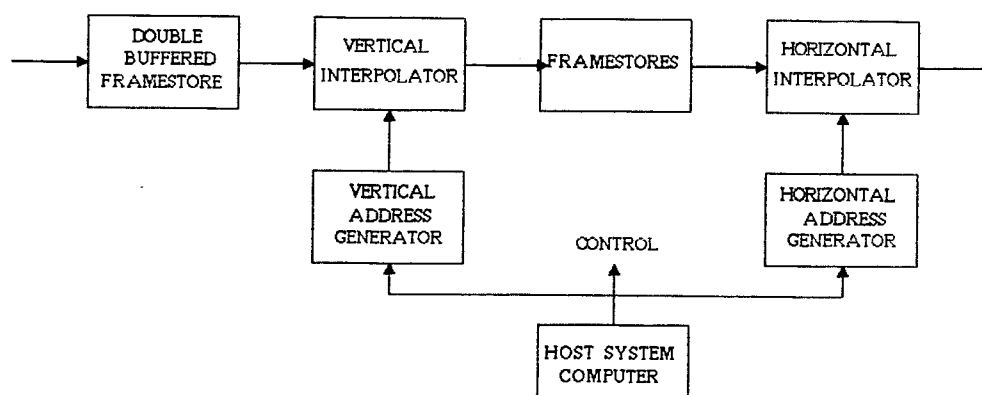 DOUBLE
BUFFERED
FRAMESTORE
VERTICAL
INTERPOLATOR
FRAMESTORES
HORIZONTAL
INTERPOLATOR
VERTICAL
ADDRESS
GENERATOR
HORIZONTAL
ADDRESS
GENERATOR
CONTROL
HOST SYSTEM
COMPUTER